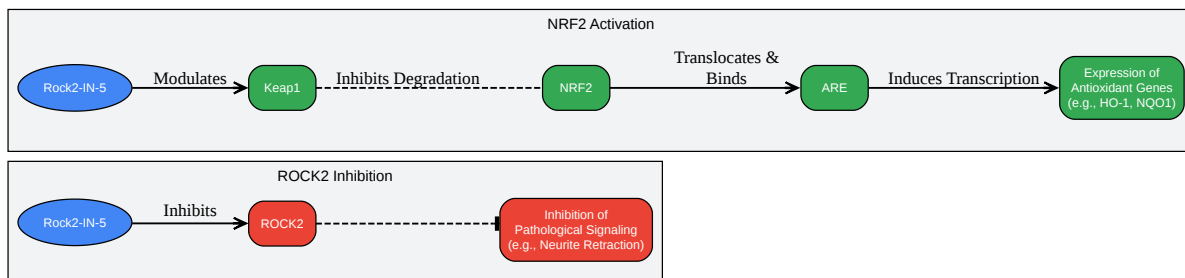 NRF2 Activation
Rock2-IN-5
Modulates
Keap1
Inhibits Degradation
NRF2
Translocates &
Binds
ARE
Induces Transcription
Expression of
Antioxidant Genes
(e.g., HO-1, NQO1)
ROCK2 Inhibition
Rock2-IN-5
Inhibits
ROCK2
Inhibition of
Pathological Signaling
(e.g., Neurite Retraction)